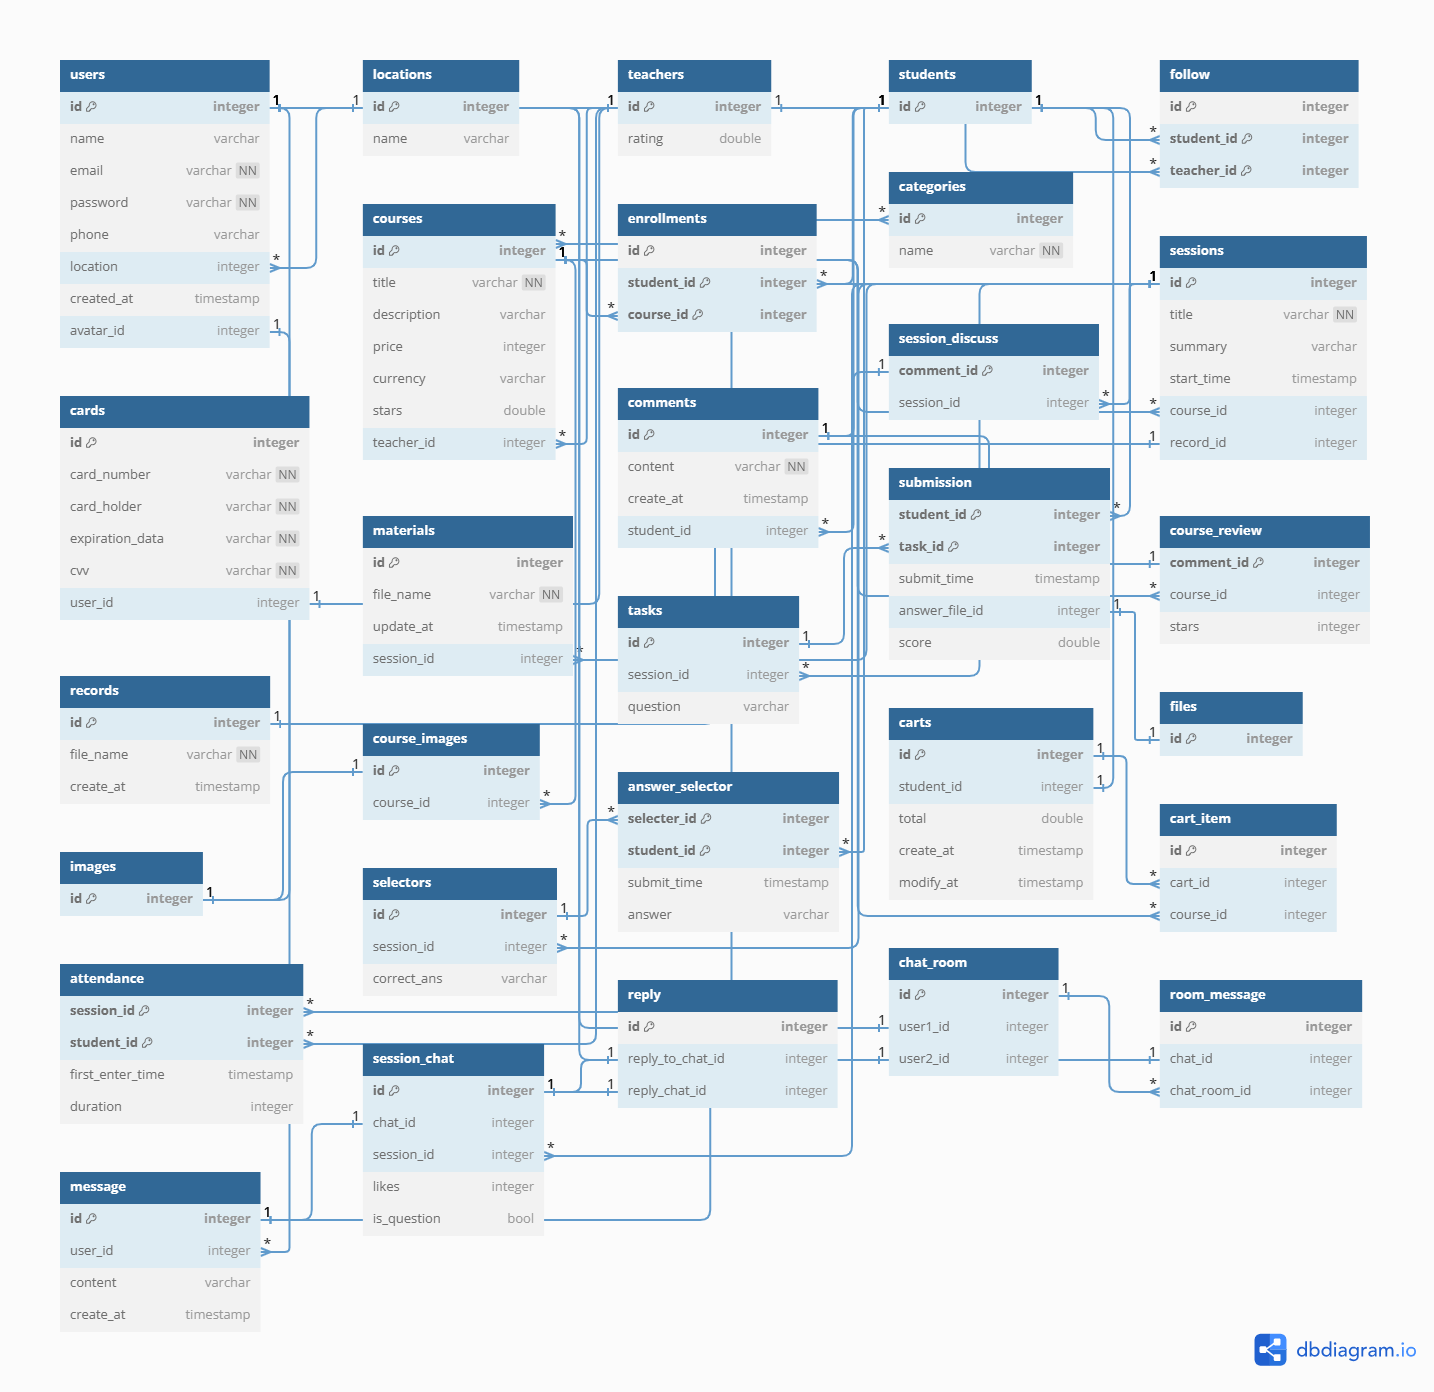 users
id integer
name varchar
email varchar NN
password varchar NN
phone varchar
location integer
created_at timestamp
avatar_id integer
cards
id integer
card_number varchar NN
card_holder varchar NN
expiration_data varchar NN
cvv varchar NN
user_id integer
records
id integer
file_name varchar NN
create_at timestamp
images
id integer
attendance
session_id integer
student_id integer
first_enter_time timestamp
duration integer
message
id integer
user_id integer
content varchar
create_at timestamp
locations
id integer
name varchar
courses
id integer
title varchar NN
description varchar
price integer
currency varchar
stars double
teacher_id integer
materials
id integer
file_name varchar NN
update_at timestamp
session_id integer
course_images
id integer
course_id integer
selectors
id integer
session_id integer
correct_ans varchar
session_chat
id integer
chat_id integer
session_id integer
likes integer
is_question bool
teachers
id integer
rating double
enrollments
id integer
student_id integer
course_id integer
comments
id integer
content varchar NN
create_at timestamp
student_id integer
tasks
id integer
session_id integer
question varchar
answer_selector
selecter_id integer
student_id integer
submit_time timestamp
answer varchar
reply
id integer
reply_to_chat_id integer
reply_chat_id integer
students
id integer
categories
id integer
name varchar NN
session_discuss
comment_id integer
session_id integer
submission
student_id integer
task_id integer
submit_time timestamp
answer_file_id integer
score double
carts
id integer
student_id integer
total double
create_at timestamp
modify_at timestamp
chat_room
id integer
user1_id integer
user2_id integer
follow
id integer
student_id integer
teacher_id integer
sessions
id integer
title varchar NN
summary varchar
start_time timestamp
course_id integer
record_id integer
course_review
comment_id integer
course_id integer
stars integer
files
id integer
cart_item
id integer
cart_id integer
course_id integer
room_message
id integer
chat_id integer
chat_room_id integer
dbdiagram.io